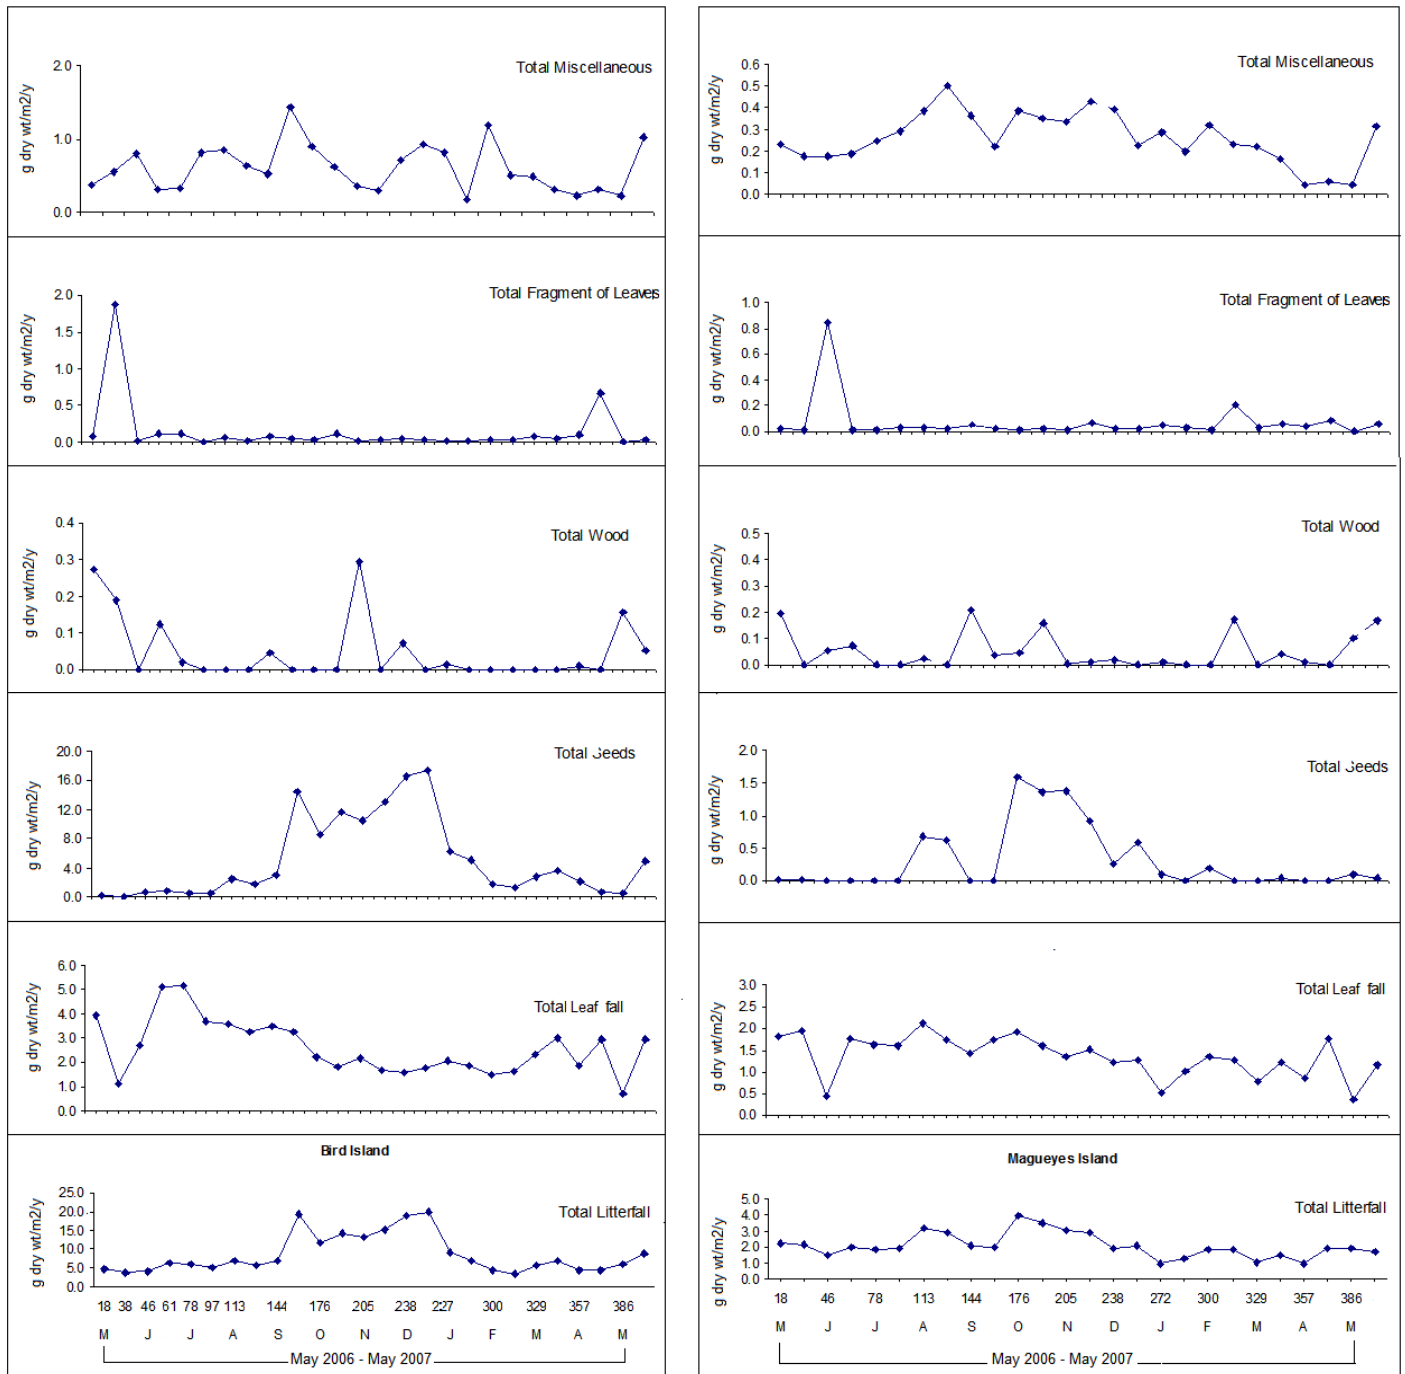 Total Miscellaneous
g dry wt/m2/y
2.0
1.0
0.0
Total Fragment of Leaves
g dry wt/m2/y
2.0
1.5
1.0
0.5
0.0
Total Wood
g dry wt/m2/y
0.4
0.3
0.2
0.1
0.0
Total Seeds
g dry wt/m2/y
20.0
16.0
12.0
8.0
4.0
0.0
Total Leaf fall
g dry wt/m2/y
6.0
5.0
4.0
3.0
2.0
1.0
0.0
Bird Island
Total Litterfall
g dry wt/m2/y
25.0
20.0
15.0
10.0
5.0
0.0
18 38 46 61 78 97 113 144 176 205 238 227 300 329 357 386
M J J A S O N D J F M A M
May 2006 - May 2007
Total Miscellaneous
g dry wt/m2/y
0.6
0.5
0.4
0.3
0.2
0.1
0.0
Total Fragment of Leaves
g dry wt/m2/y
1.0
0.8
0.6
0.4
0.2
0.0
Total Wood
g dry wt/m2/y
0.5
0.4
0.3
0.2
0.1
0.0
Total Seeds
g dry wt/m2/y
2.0
1.5
1.0
0.5
0.0
Total Leaf fall
g dry wt/m2/y
3.0
2.5
2.0
1.5
1.0
0.5
0.0
Magueyes Island
Total Litterfall
g dry wt/m2/y
5.0
4.0
3.0
2.0
1.0
0.0
18 46 78 113 144 176 205 238 272 300 329 357 386
M J J A S O N D J F M A M
May 2006 - May 2007